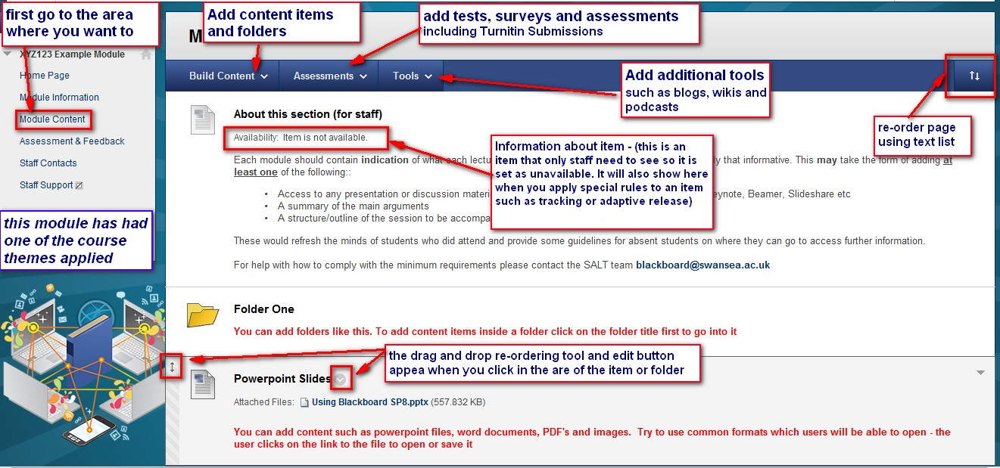 first go to the area
where you want to
XYZ123 Example Module
Home Page
Module Information
Module Content
Assessment & Feedback
Staff Contacts
Staff Support
this module has had
one of the course
themes applied
Add content items
and folders
add tests, surveys and assessments
including Turnitin Submissions
M
Build Content
Assessments
Tools
Add additional tools
such as blogs, wikis and
podcasts
re-order page
using text list
About this section (for staff)
Availability: Item is not available.
Information about item - (this is an
item that only staff need to see so it is
set as unavailable. It will also show here
when you apply special rules to an item
such as tracking or adaptive release)
Each module should contain indication of what each lectu ly that informative. This may take the form of adding at
least one of the following::
• Access to any presentation or discussion materi eynote, Beamer, Slideshare etc
• A summary of the main arguments
• A structure/outline of the session to be accompa
These would refresh the minds of students who did attend and provide some guidelines for absent students on where they can go to access further information.
For help with how to comply with the minimum requirements please contact the SALT team blackboard@swansea.ac.uk
Folder One
You can add folders like this. To add content items inside a folder click on the folder title first to go into it
the drag and drop re-ordering tool and edit button
appea when you click in the are of the item or folder
Powerpoint Slides
Attached Files: Using Blackboard SP8.pptx (557.832 KB)
You can add content such as powerpoint files, word documents, PDF's and images. Try to use common formats which users will be able to open - the
user clicks on the link to the file to open or save it